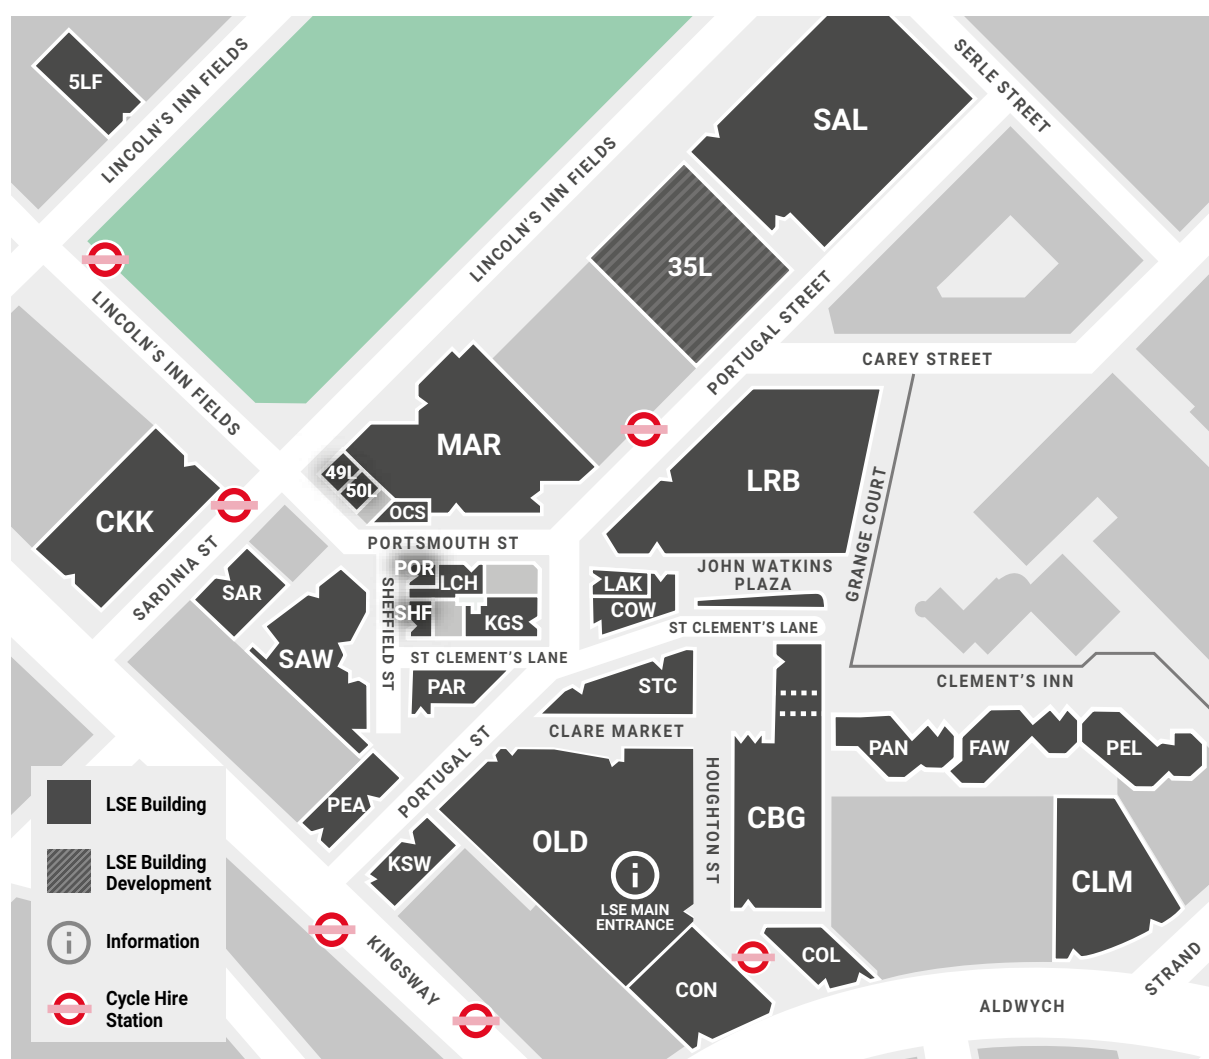 5LF
LINCOLN'S INN FIELDS
SERLE STREET
SAL
LINCOLN'S INN FIELDS
35L
LINCOLN'S INN FIELDS
PORTUGAL STREET
CAREY STREET
MAR
49L
50L
OCS
LRB
CKK
GRANGE COURT
PORTSMOUTH ST
SARDINIA ST
POR
LCH
JOHN WATKINS
PLAZA
SAR
SHEFFIELD ST
LAK
COW
SHF
KGS
ST CLEMENT'S LANE
ST CLEMENT'S LANE
SAW
PAR
STC
CLEMENT'S INN
CLARE MARKET
PAN
FAW
PEL
PORTUGAL ST
HOUGHTON ST
PEA
CBG
OLD
KSW
CLM
LSE MAIN
ENTRANCE
COL
CON
KINGSWAY
STRAND
ALDWYCH
LSE Building
LSE Building
Development
Information
Cycle Hire
Station